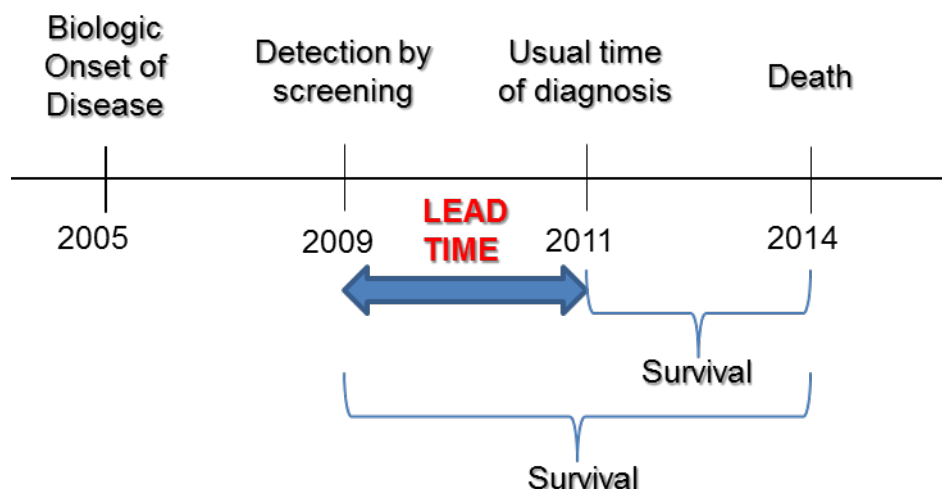 Biologic
Onset of
Disease
Detection by
screening
Usual time
of diagnosis
Death
2005
2009
LEAD
TIME
2011
2014
Survival
Survival